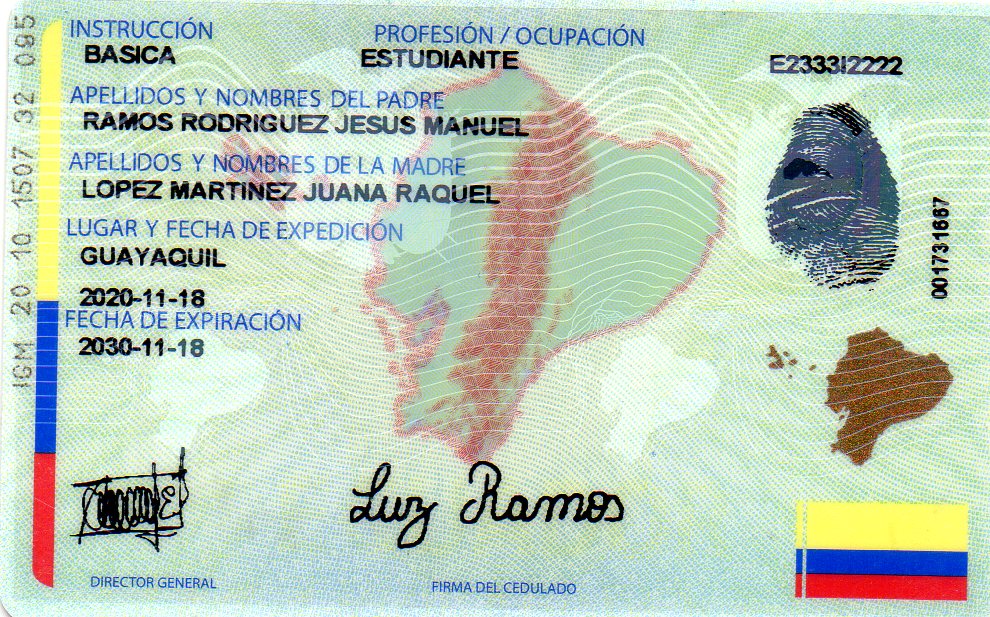 INSTRUCCIÓN PROFESIÓN / OCUPACIÓN
BASICA ESTUDIANTE E2333I2222
APELLIDOS Y NOMBRES DEL PADRE
RAMOS RODRIGUEZ JESUS MANUEL
APELLIDOS Y NOMBRES DE LA MADRE
LOPEZ MARTINEZ JUANA RAQUEL
LUGAR Y FECHA DE EXPEDICIÓN
GUAYAQUIL
2020-11-18
FECHA DE EXPIRACIÓN
2030-11-18
IGM 20 10 1507 32 095
001731667
Luz Ramos
DIRECTOR GENERAL
FIRMA DEL CEDULADO